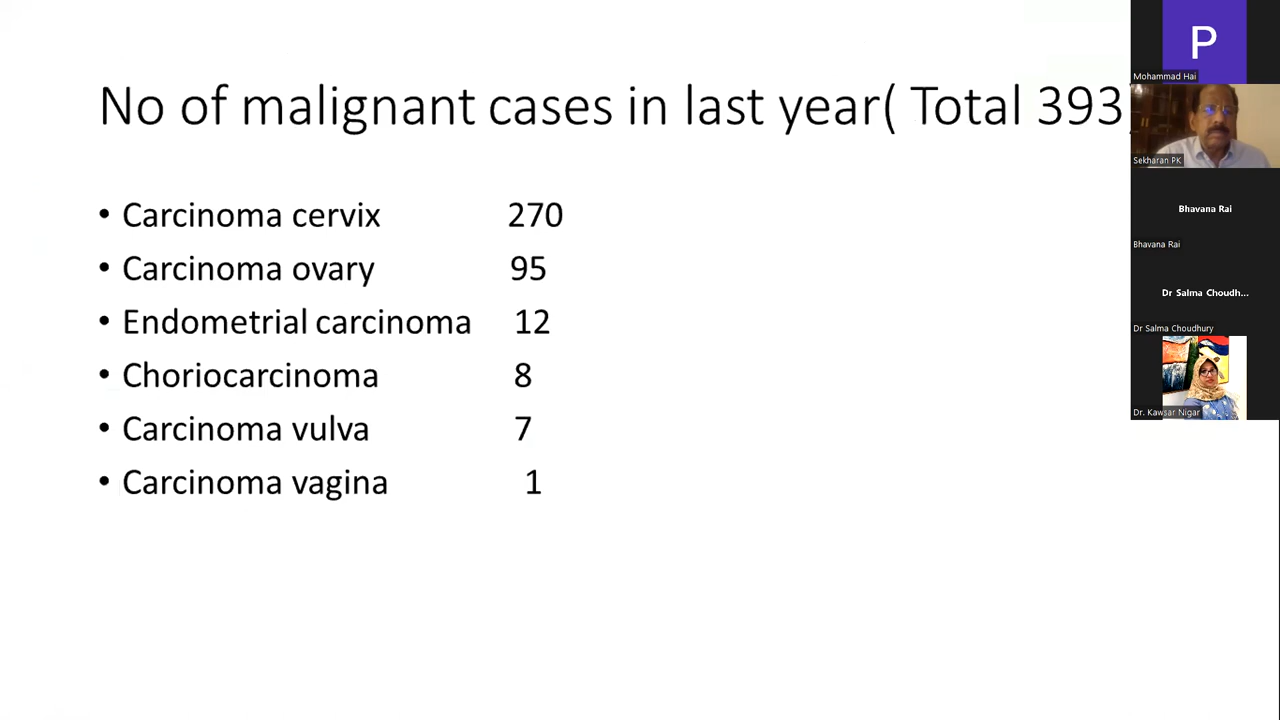 No of malignant cases in last year( Total 393)
• Carcinoma cervix 270
• Carcinoma ovary 95
• Endometrial carcinoma 12
• Choriocarcinoma 8
• Carcinoma vulva 7
• Carcinoma vagina 1
P
Mohammad Hai
Sekharan PK
Bhavana Rai
Bhavana Rai
Dr Salma Choudh...
Dr Salma Choudhury
Dr. Kawsar Nigar